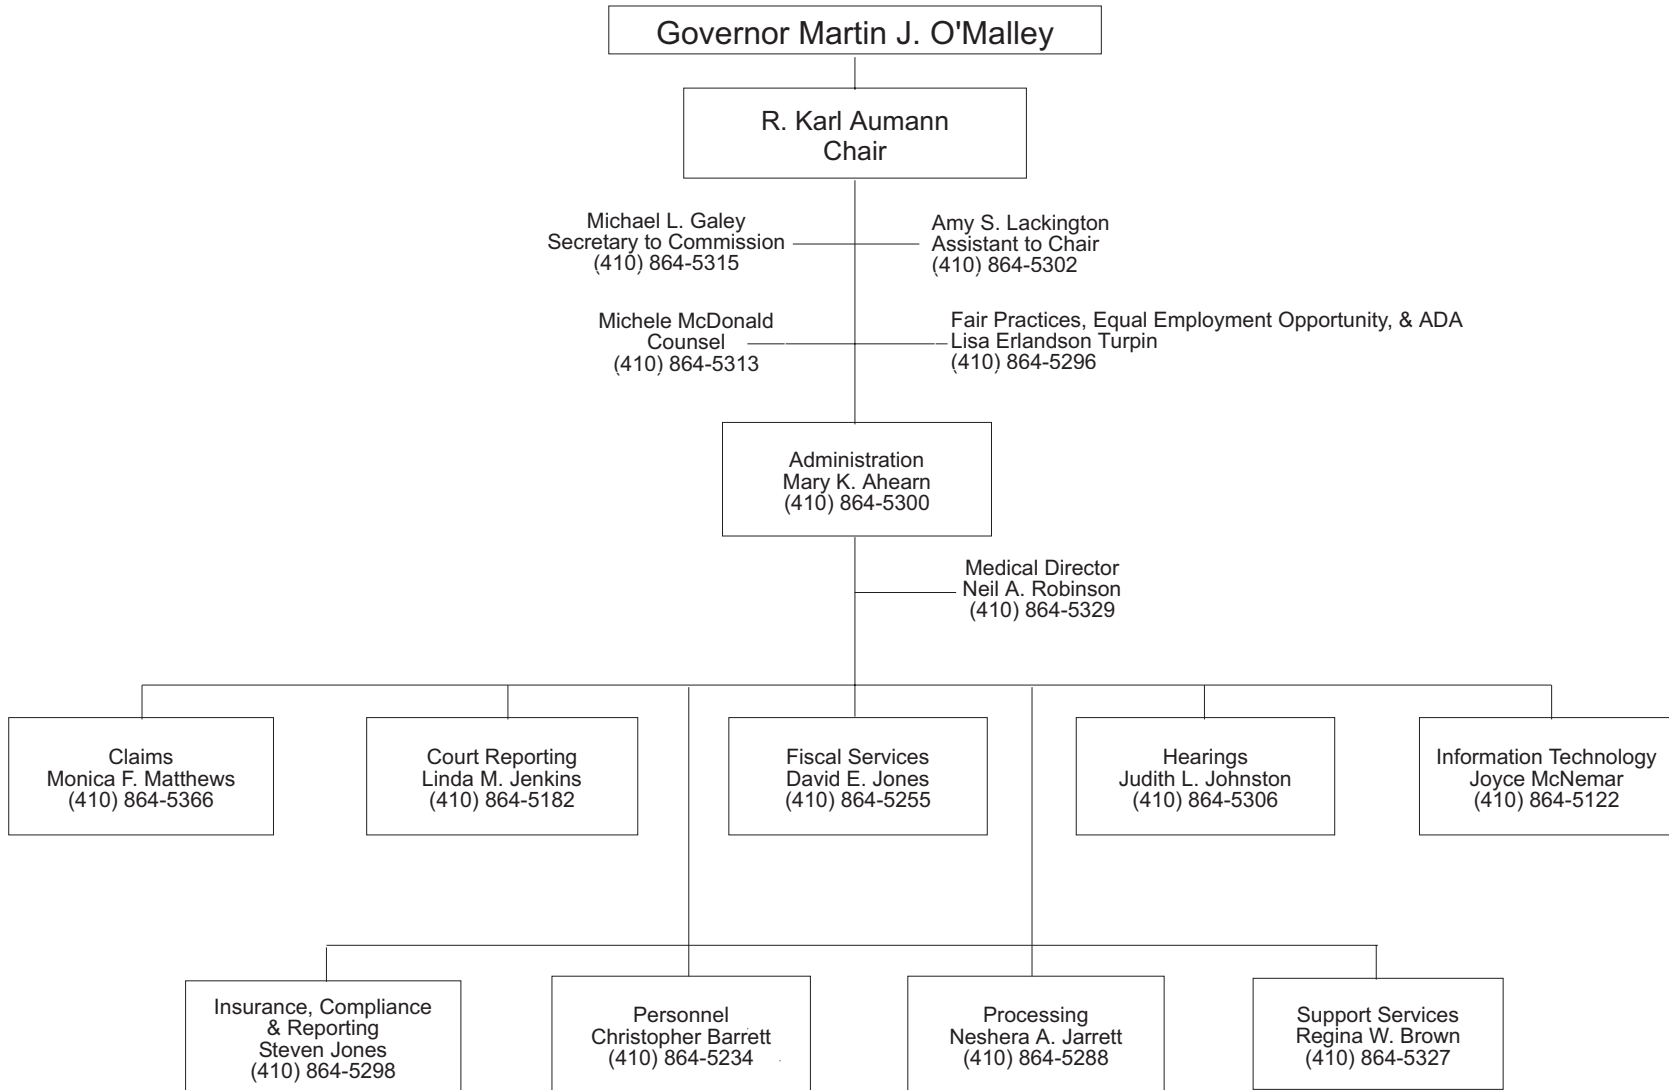 Governor Martin J. O'Malley
R. Karl Aumann
Chair
Michael L. Galey
Secretary to Commission
(410) 864-5315
Amy S. Lackington
Assistant to Chair
(410) 864-5302
Michele McDonald
Counsel
(410) 864-5313
Fair Practices, Equal Employment Opportunity, & ADA
Lisa Erlandson Turpin
(410) 864-5296
Administration
Mary K. Ahearn
(410) 864-5300
Medical Director
Neil A. Robinson
(410) 864-5329
Claims
Monica F. Matthews
(410) 864-5366
Court Reporting
Linda M. Jenkins
(410) 864-5182
Fiscal Services
David E. Jones
(410) 864-5255
Hearings
Judith L. Johnston
(410) 864-5306
Information Technology
Joyce McNemar
(410) 864-5122
Insurance, Compliance
& Reporting
Steven Jones
(410) 864-5298
Personnel
Christopher Barrett
(410) 864-5234
Processing
Neshera A. Jarrett
(410) 864-5288
Support Services
Regina W. Brown
(410) 864-5327